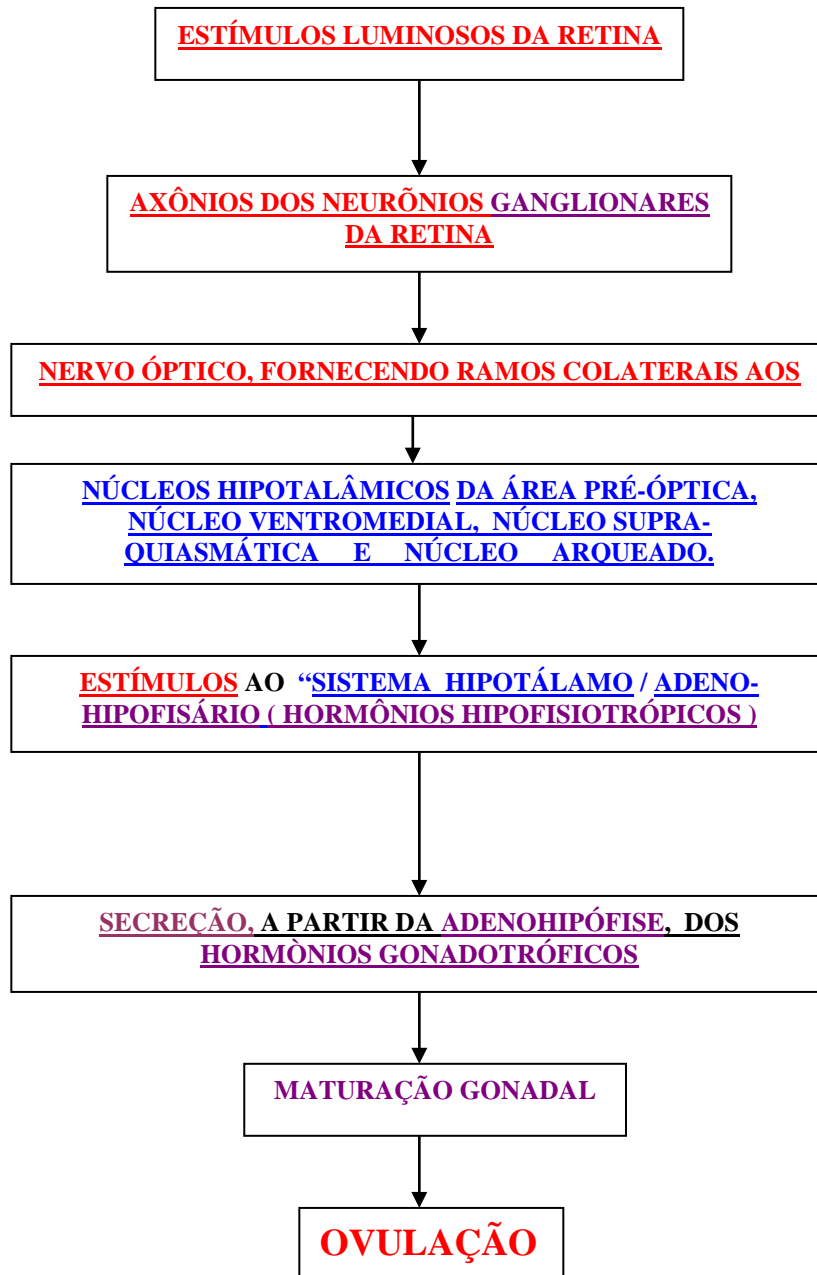 ESTÍMULOS LUMINOSOS DA RETINA
AXÔNIOS DOS NEURÕNIOS GANGLIONARES
DA RETINA
NERVO ÓPTICO, FORNECENDO RAMOS COLATERAIS AOS
NÚCLEOS HIPOTALÂMICOS DA ÁREA PRÉ-ÓPTICA,
NÚCLEO VENTROMEDIAL, NÚCLEO SUPRA-
QUIASMÁTICA E NÚCLEO ARQUEADO.
ESTÍMULOS AO “SISTEMA HIPOTÁLAMO / ADENO-
HIPOFISÁRIO ( HORMÔNIOS HIPOFISIOTRÓPICOS )
SECREÇÃO, A PARTIR DA ADENOHIPÓFISE, DOS
HORMÒNIOS GONADOTRÓFICOS
MATURAÇÃO GONADAL
OVULAÇÃO